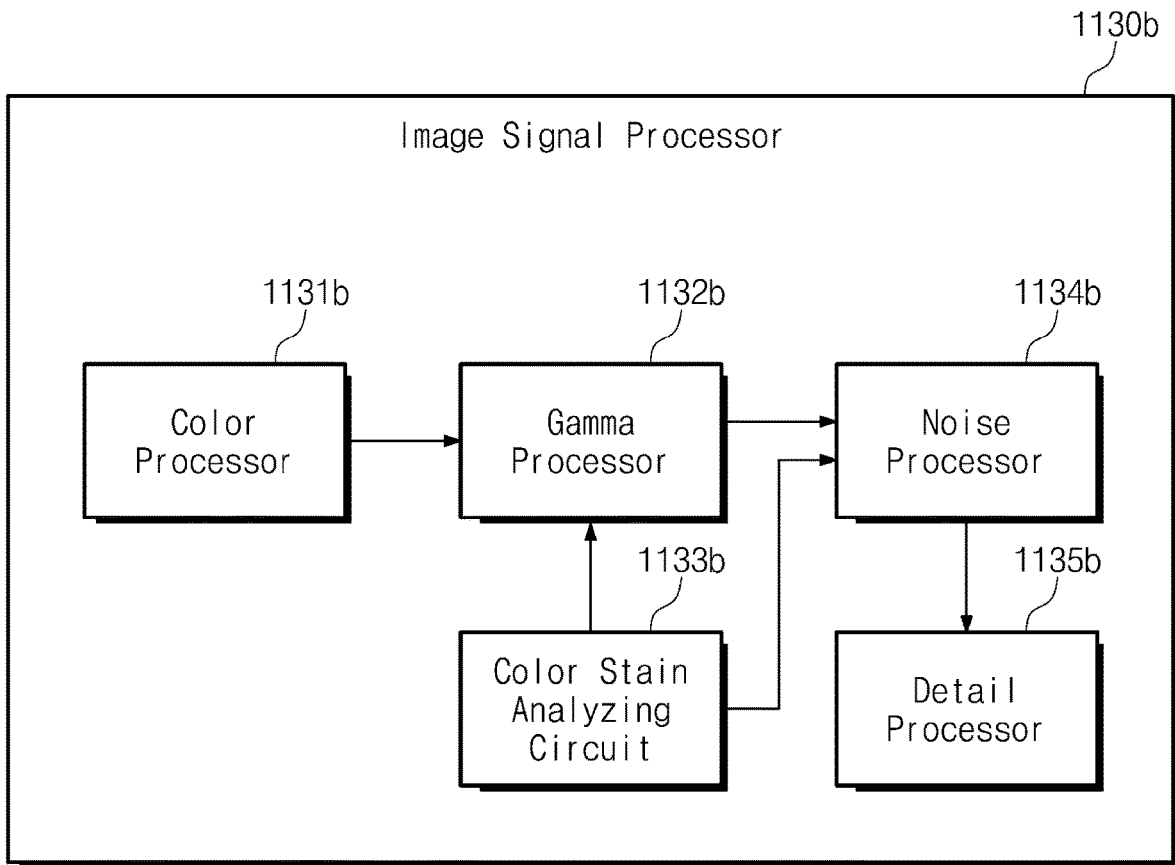 1130b
Image Signal Processor
1131b
1132b
1134b
Color
Processor
Gamma
Processor
Noise
Processor
1133b
1135b
Color Stain
Analyzing
Circuit
Detail
Processor